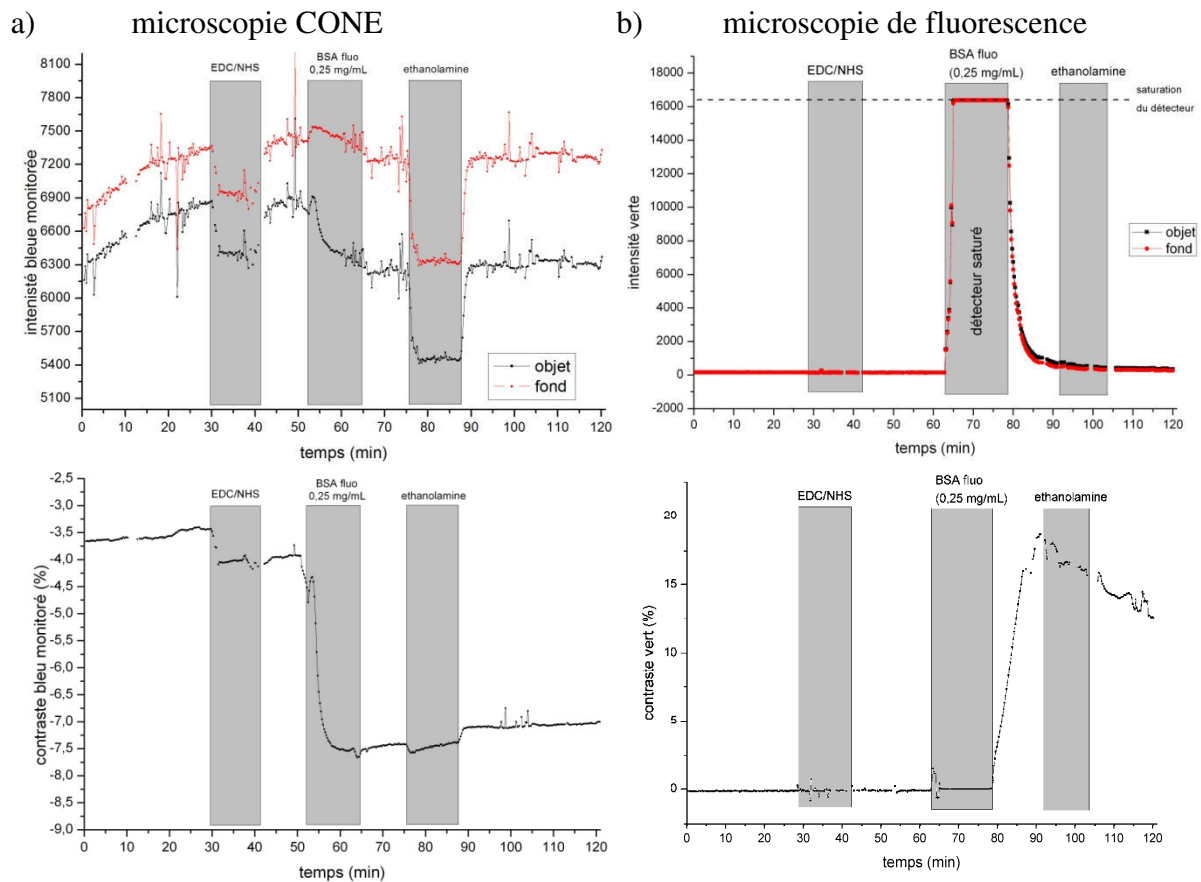 a) microscopie CONE
b) microscopie de fluorescence
EDC/NHS
BSA fluo
0,25 mg/mL
ethanolamine
8100
7800
7500
7200
6900
6600
6300
6000
5700
5400
5100
intenisté bleue monitorée
objet
fond
0 10 20 30 40 50 60 70 80 90 100 110 120
temps (min)
EDC/NHS
BSA fluo
(0,25 mg/mL)
ethanolamine
saturation
du détecteur
18000
16000
14000
12000
10000
8000
6000
4000
2000
0
-2000
intensité verte
détecteur saturé
objet
fond
0 10 20 30 40 50 60 70 80 90 100 110 120
temps (min)
EDC/NHS
BSA fluo
0,25 mg/mL
ethanolamine
-2,5
-3,0
-3,5
-4,0
-4,5
-5,0
-5,5
-6,0
-6,5
-7,0
-7,5
-8,0
-8,5
-9,0
contraste bleu monitoré (%)
0 10 20 30 40 50 60 70 80 90 100 110 120
temps (min)
EDC/NHS
BSA fluo
(0,25 mg/mL)
ethanolamine
20
15
10
5
0
contraste vert (%)
0 10 20 30 40 50 60 70 80 90 100 110 120
temps (min)